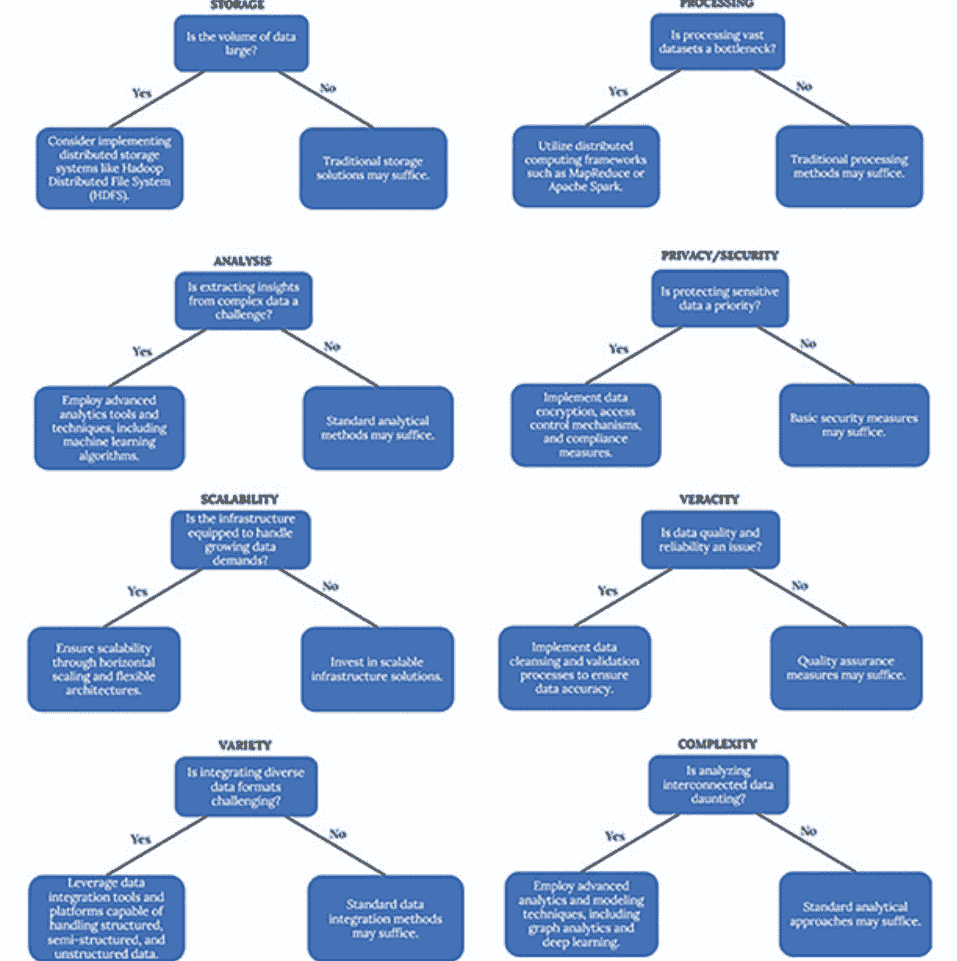 STORAGE
Is the volume of data
large?
Yes
No
Consider implementing
distributed storage
systems like Hadoop
Distributed File System
(HDFS).
Traditional storage
solutions may suffice.
PROCESSING
Is processing vast
datasets a bottleneck?
Yes
No
Utilize distributed
computing frameworks
such as MapReduce or
Apache Spark.
Traditional processing
methods may suffice.
ANALYSIS
Is extracting insights
from complex data a
challenge?
Yes
No
Employ advanced
analytics tools and
techniques, including
machine learning
algorithms.
Standard analytical
methods may suffice.
PRIVACY/SECURITY
Is protecting sensitive
data a priority?
Yes
No
Implement data
encryption, access
control mechanisms,
and compliance
measures.
Basic security measures
may suffice.
SCALABILITY
Is the infrastructure
equipped to handle
growing data
demands?
Yes
No
Ensure scalability
through horizontal
scaling and flexible
architectures.
Invest in scalable
infrastructure solutions.
VERACITY
Is data quality and
reliability an issue?
Yes
No
Implement data
cleansing and validation
processes to ensure
data accuracy.
Quality assurance
measures may suffice.
VARIETY
Is integrating diverse
data formats
challenging?
Yes
No
Leverage data
integration tools and
platforms capable of
handling structured,
semi-structured, and
unstructured data.
Standard data
integration methods
may suffice.
COMPLEXITY
Is analyzing
interconnected data
daunting?
Yes
No
Employ advanced
analytics and modeling
techniques, including
graph analytics and
deep learning.
Standard analytical
approaches may suffice.